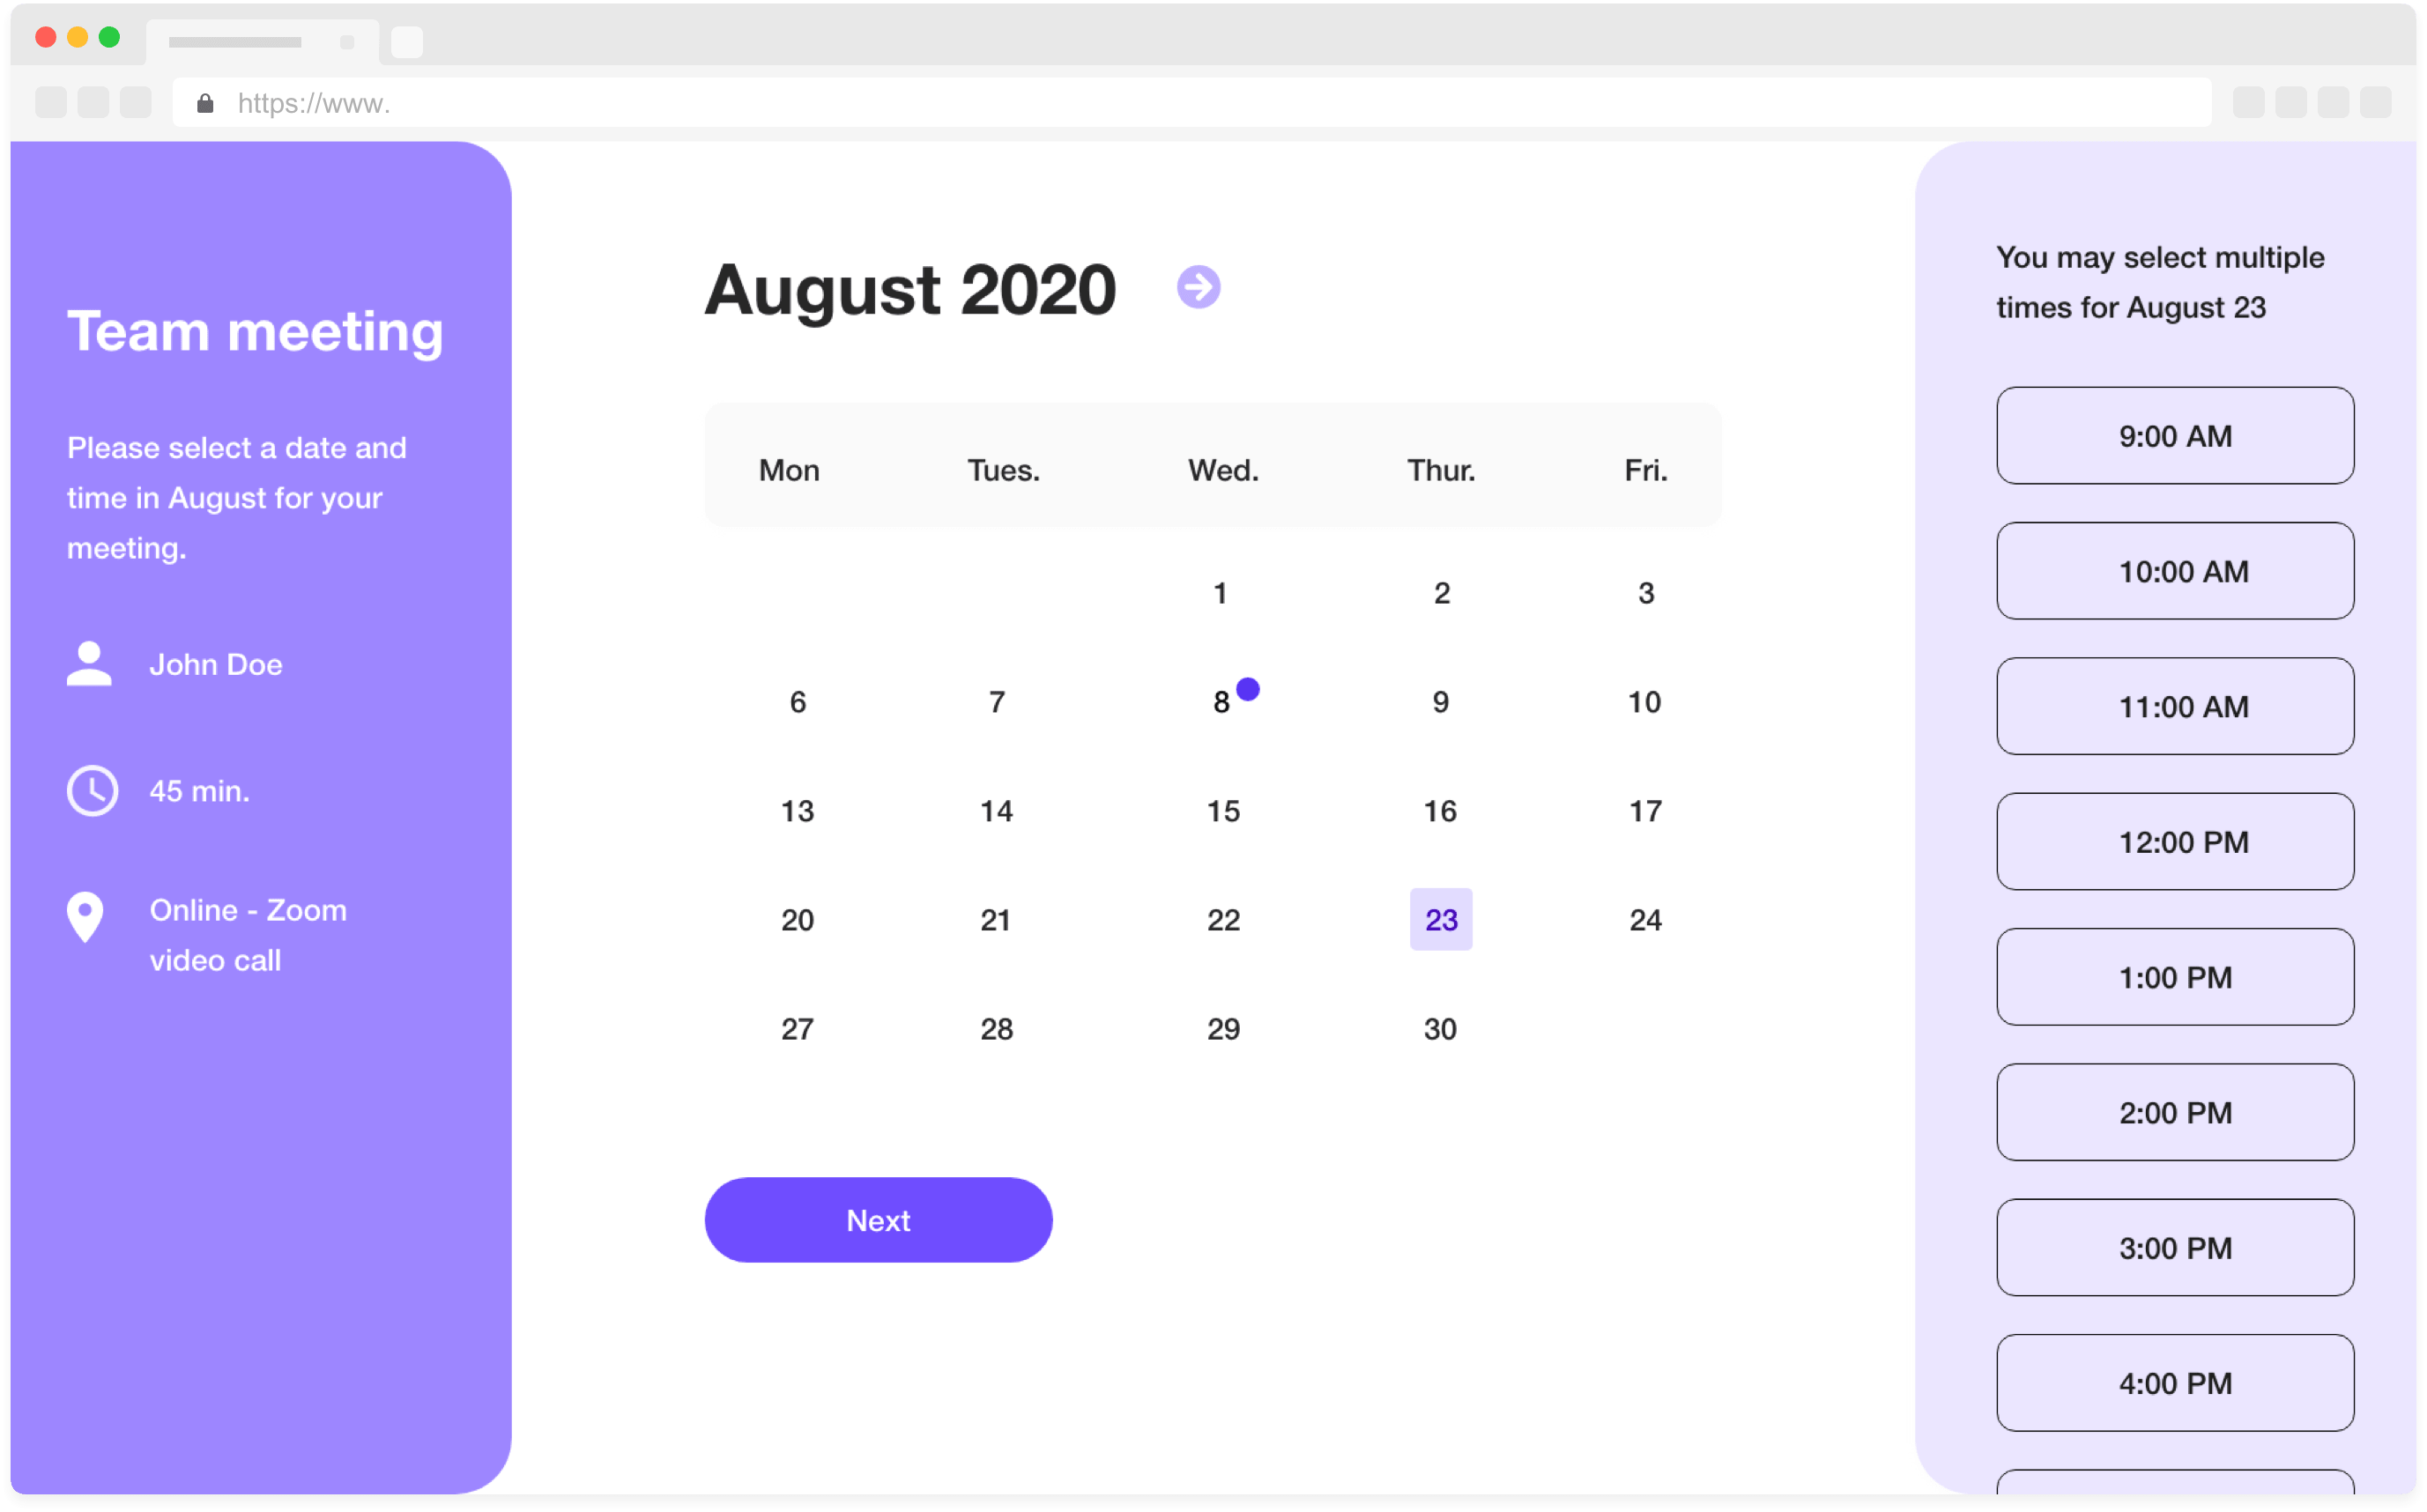 https://www.
Team meeting
Please select a date and
time in August for your
meeting.
John Doe
45 min.
Online - Zoom
video call
August 2020
Mon Tues. Wed. Thur. Fri.
1 2 3
6 7 8 9 10
13 14 15 16 17
20 21 22 23 24
27 28 29 30
Next
You may select multiple
times for August 23
9:00 AM
10:00 AM
11:00 AM
12:00 PM
1:00 PM
2:00 PM
3:00 PM
4:00 PM